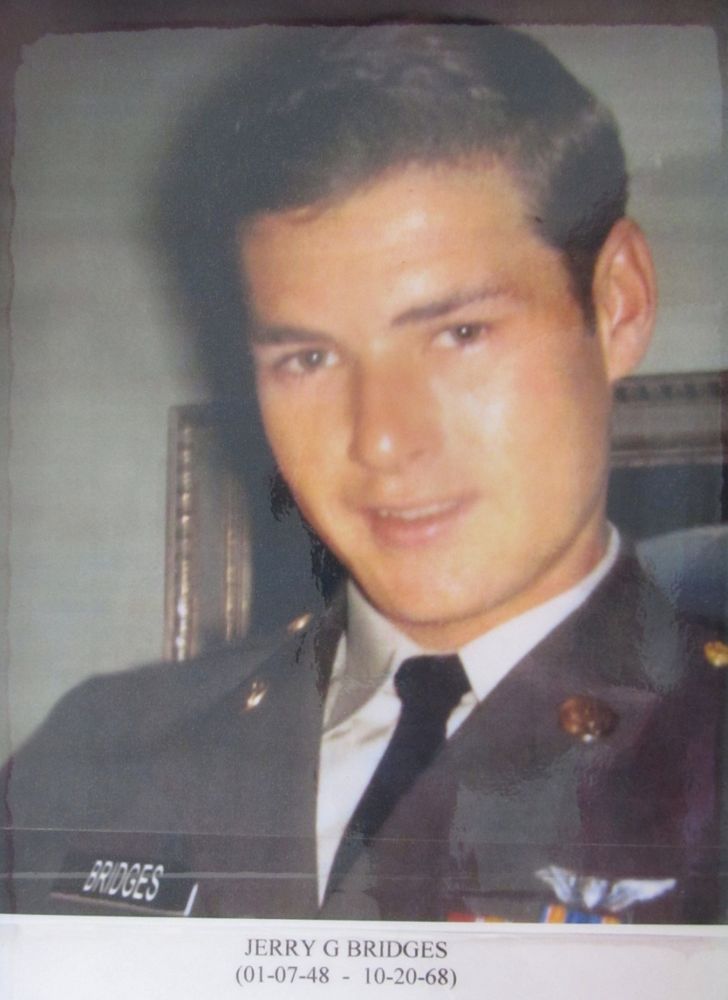 BRIDGES
JERRY G BRIDGES
(01-07-48 - 10-20-68)